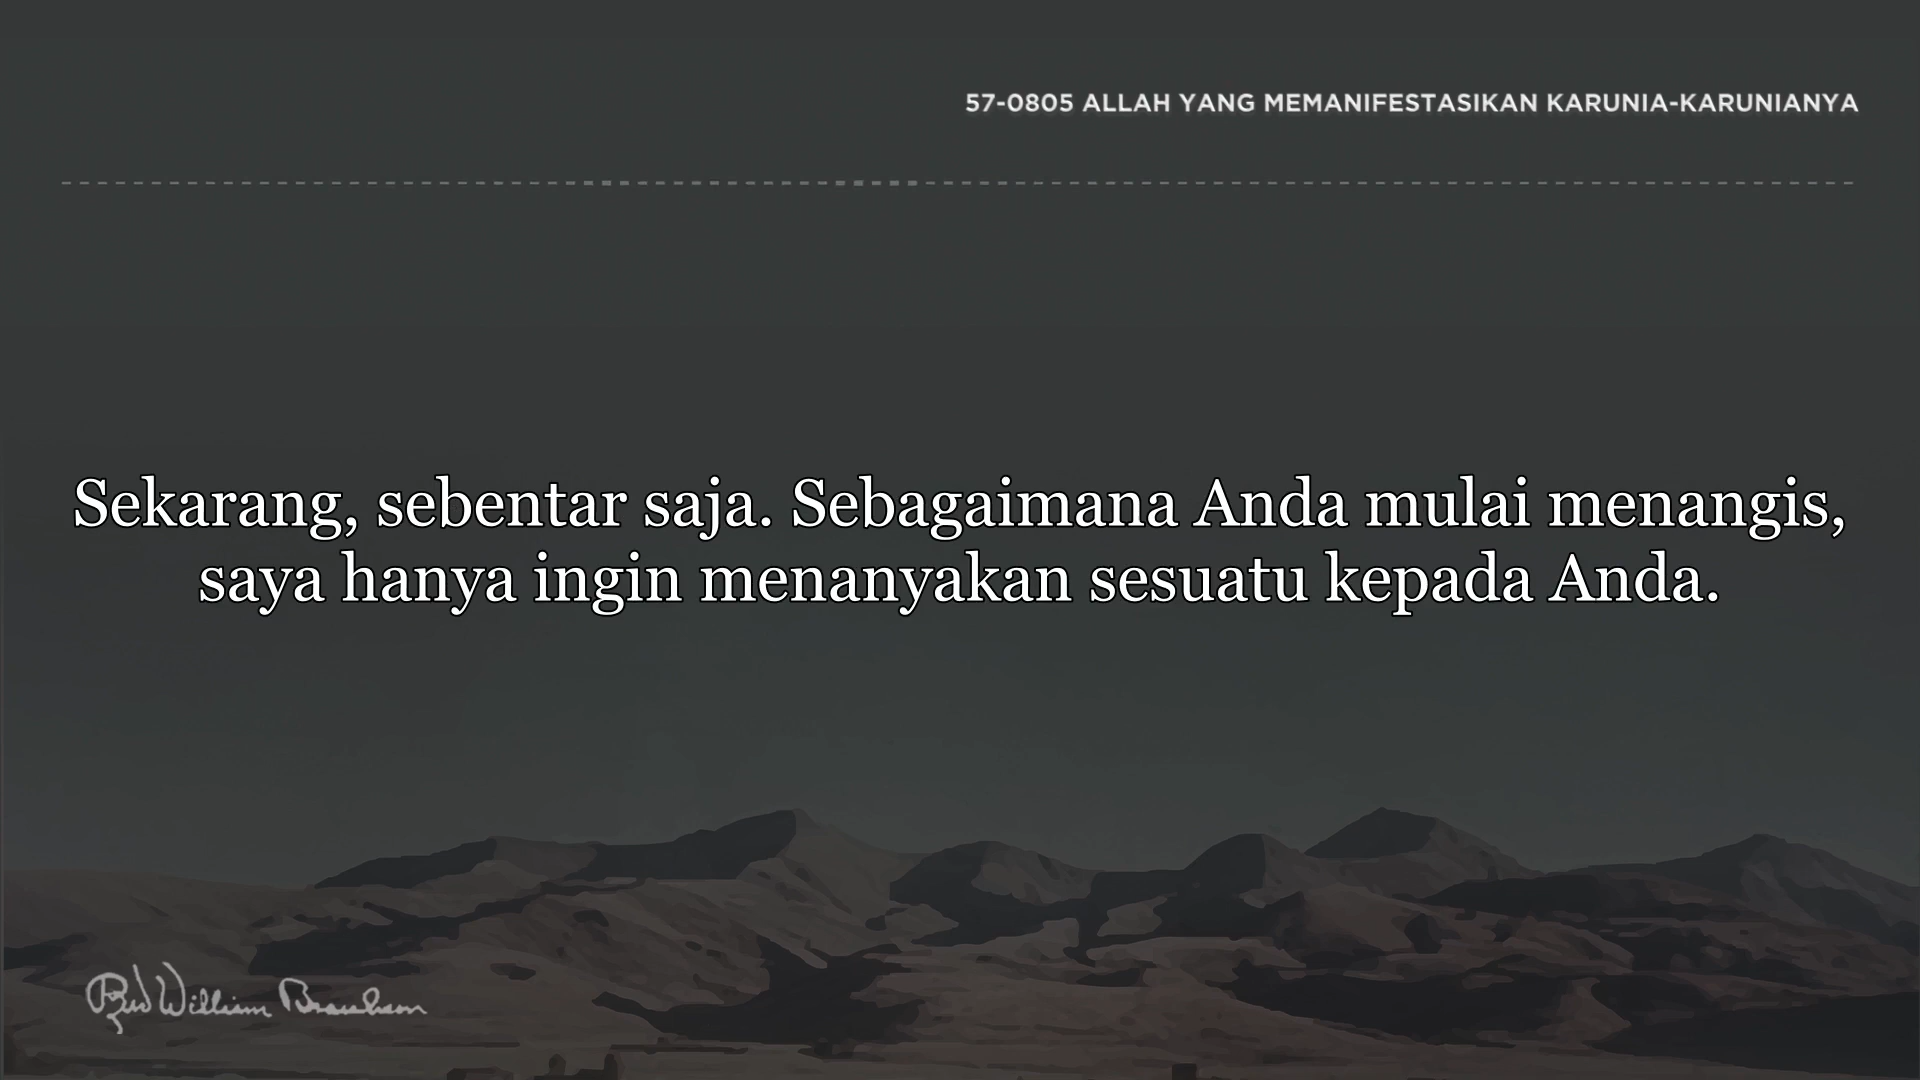 57-0805 ALLAH YANG MEMANIFESTASIKAN KARUNIA-KARUNIANYA
Sekarang, sebentar saja. Sebagaimana Anda mulai menangis,
saya hanya ingin menanyakan sesuatu kepada Anda.
Rev William Branham